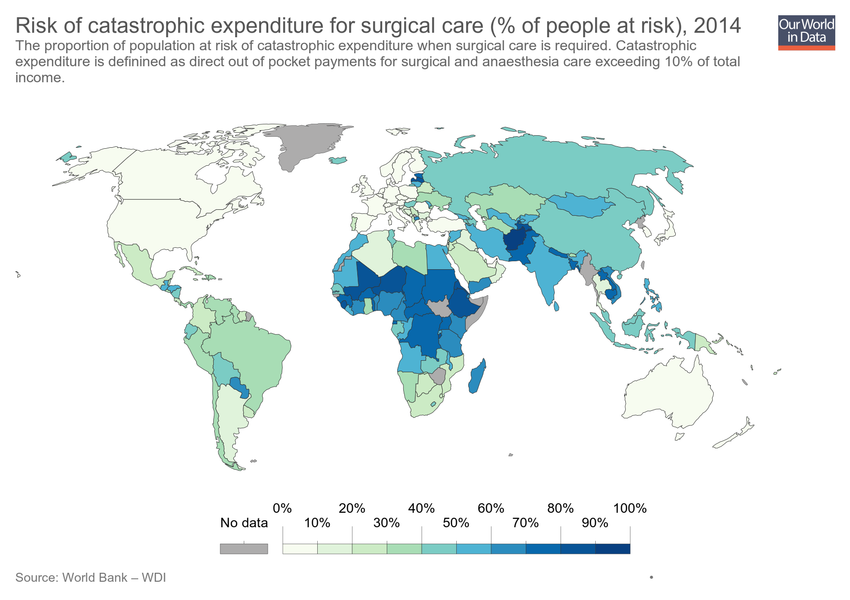 Risk of catastrophic expenditure for surgical care (% of people at risk), 2014
Our World
in Data
The proportion of population at risk of catastrophic expenditure when surgical care is required. Catastrophic
expenditure is definined as direct out of pocket payments for surgical and anaesthesia care exceeding 10% of total
income.
0% 20% 40% 60% 80% 100%
No data 10% 30% 50% 70% 90%
Source: World Bank – WDI